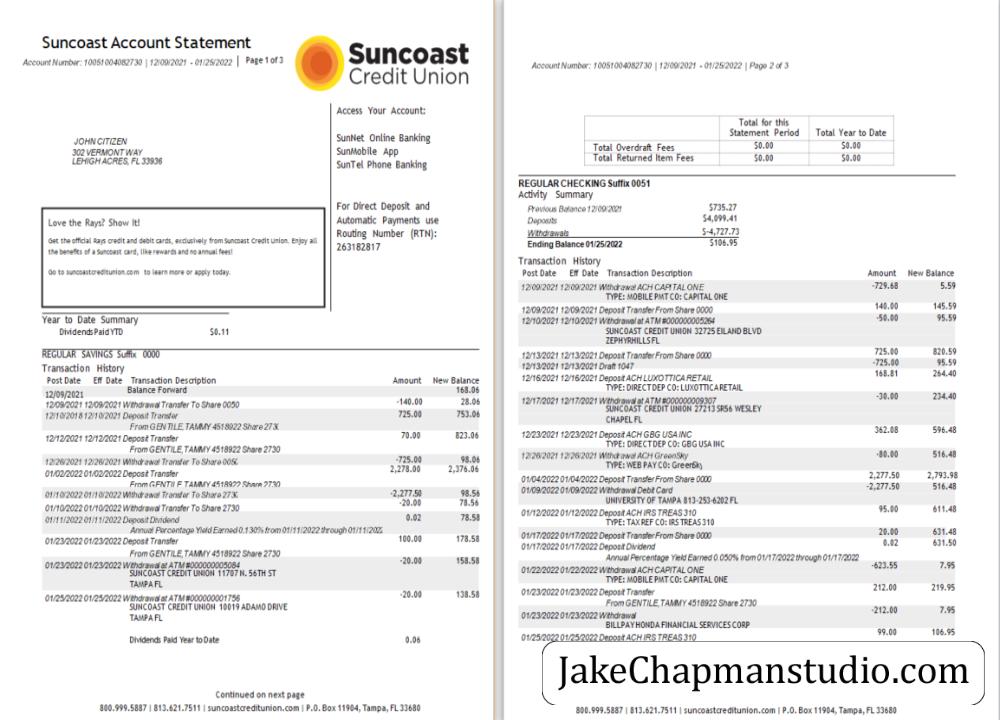 Suncoast Account Statement
Account Number: 10051004082730 | 12/09/2021 - 01/25/2022 | Page 1 of 3
Suncoast
Credit Union
Access Your Account:
SunNet Online Banking
SunMobile App
SunTel Phone Banking
JOHN CITIZEN
302 VERMONT WAY
LEHIGH ACRES, FL 33936
For Direct Deposit and
Automatic Payments use
Routing Number (RTN):
263182817
Love the Rays? Show It!
Get the official Rays credit and debit cards, exclusively from Suncoast Credit Union. Enjoy all
the benefits of a Suncoast card, like rewards and no annual fees!
Go to suncoastcreditunion.com to learn more or apply today.
Year to Date Summary
Dividends Paid YTD $0.11
REGULAR SAVINGS Suffix 0000
Transaction History
Post Date Eff Date Transaction Description Amount New Balance
12/09/2021 Balance Forward 168.06
12/09/2021 12/09/2021 Withdrawal Transfer To Share 0050 -140.00 28.06
12/10/2018 12/10/2021 Deposit Transfer 725.00 753.06
From GENTILE,TAMMY 4518922 Share 273(
12/12/2021 12/12/2021 Deposit Transfer 70.00 823.06
From GENTILE,TAMMY 4518922 Share 2730
12/26/2021 12/26/2021 Withdrawal Transfer To Share 005( -725.00 98.06
01/02/2022 01/02/2022 Deposit Transfer 2,278.00 2,376.06
From GENTILE,TAMMY 4518922 Share 2730
01/10/2022 01/10/2022 Withdrawal Transfer To Share 273( -2,277.50 98.56
01/10/2022 01/10/2022 Withdrawal Transfer To Share 2730 -20.00 78.56
01/11/2022 01/11/2022 Deposit Dividend 0.02 78.58
Annual Percentage Yield Earned 0.130% from 01/11/2022 through 01/11/202
01/23/2022 01/23/2022 Deposit Transfer 100.00 178.58
From GENTILE,TAMMY 4518922 Share 2730
01/23/2022 01/23/2022 Withdrawal at ATM #000000005084 -20.00 158.58
SUNCOAST CREDIT UNION 11707 N. 56TH ST
TAMPA FL
01/25/2022 01/25/2022 Withdrawal at ATM #000000001756 -20.00 138.58
SUNCOAST CREDIT UNION 10019 ADAMO DRIVE
TAMPA FL
Dividends Paid Year to Date 0.06
Continued on next page
800.999.5887 | 813.621.7511 | suncoastcreditunion.com | P.O. Box 11904, Tampa, FL 33680
Account Number: 10051004082730 | 12/09/2021 - 01/25/2022 | Page 2 of 3
Total for this
Statement Period Total Year to Date
Total Overdraft Fees $0.00 $0.00
Total Returned Item Fees $0.00 $0.00
REGULAR CHECKING Suffix 0051
Activity Summary
Previous Balance 12/09/2021 $735.27
Deposits $4,099.41
Withdrawals $-4,727.73
Ending Balance 01/25/2022 $106.95
Transaction History
Post Date Eff Date Transaction Description Amount New Balance
12/09/2021 12/09/2021 Withdrawal ACH CAPITAL ONE -729.68 5.59
TYPE: MOBILE PMT CO: CAPITAL ONE
12/09/2021 12/09/2021 Deposit Transfer From Share 0000 140.00 145.59
12/10/2021 12/10/2021 Withdrawal at ATM #000000005264 -50.00 95.59
SUNCOAST CREDIT UNION 32725 EILAND BLVD
ZEPHYRHILLS FL
12/13/2021 12/13/2021 Deposit Transfer From Share 0000 725.00 820.59
12/13/2021 12/13/2021 Draft 1047 -725.00 95.59
12/16/2021 12/16/2021 Deposit ACH LUXOTTICA RETAIL 168.81 264.40
TYPE: DIRECT DEP CO: LUXOTTICA RETAIL
12/17/2021 12/17/2021 Withdrawal at ATM #000000009307 -30.00 234.40
SUNCOAST CREDIT UNION 27213 SR56 WESLEY
CHAPEL FL
12/23/2021 12/23/2021 Deposit ACH GBG USA INC 362.08 596.48
TYPE: DIRECT DEP CO: GBG USA INC
12/26/2021 12/26/2021 Withdrawal ACH GreenSky -80.00 516.48
TYPE: WEB PAY CO: GreenSky
01/04/2022 01/04/2022 Deposit Transfer From Share 0000 2,277.50 2,793.98
01/09/2022 01/09/2022 Withdrawal Debit Card -2,277.50 516.48
UNIVERSITY OF TAMPA 813-253-6202 FL
01/12/2022 01/12/2022 Deposit ACH IRS TREAS 310 95.00 611.48
TYPE: TAX REF CO: IRS TREAS 310
01/17/2022 01/17/2022 Deposit Transfer From Share 0000 20.00 631.48
01/17/2022 01/17/2022 Deposit Dividend 0.02 631.50
Annual Percentage Yield Earned 0.050% from 01/17/2022 through 01/17/2022
01/22/2022 01/22/2022 Withdrawal ACH CAPITAL ONE -623.55 7.95
TYPE: MOBILE PMT CO: CAPITAL ONE
01/23/2022 01/23/2022 Deposit Transfer 212.00 219.95
From GENTILE,TAMMY 4518922 Share 2730
01/23/2022 01/23/2022 Withdrawal -212.00 7.95
BILLPAY HONDA FINANCIAL SERVICES CORP
01/25/2022 01/25/2022 Deposit ACH IRS TREAS 310 99.00 106.95
JakeChapmanstudio.com
800.999.5887 | 813.621.7511 | suncoastcreditunion.com | P.O. Box 11904, Tampa, FL 33680